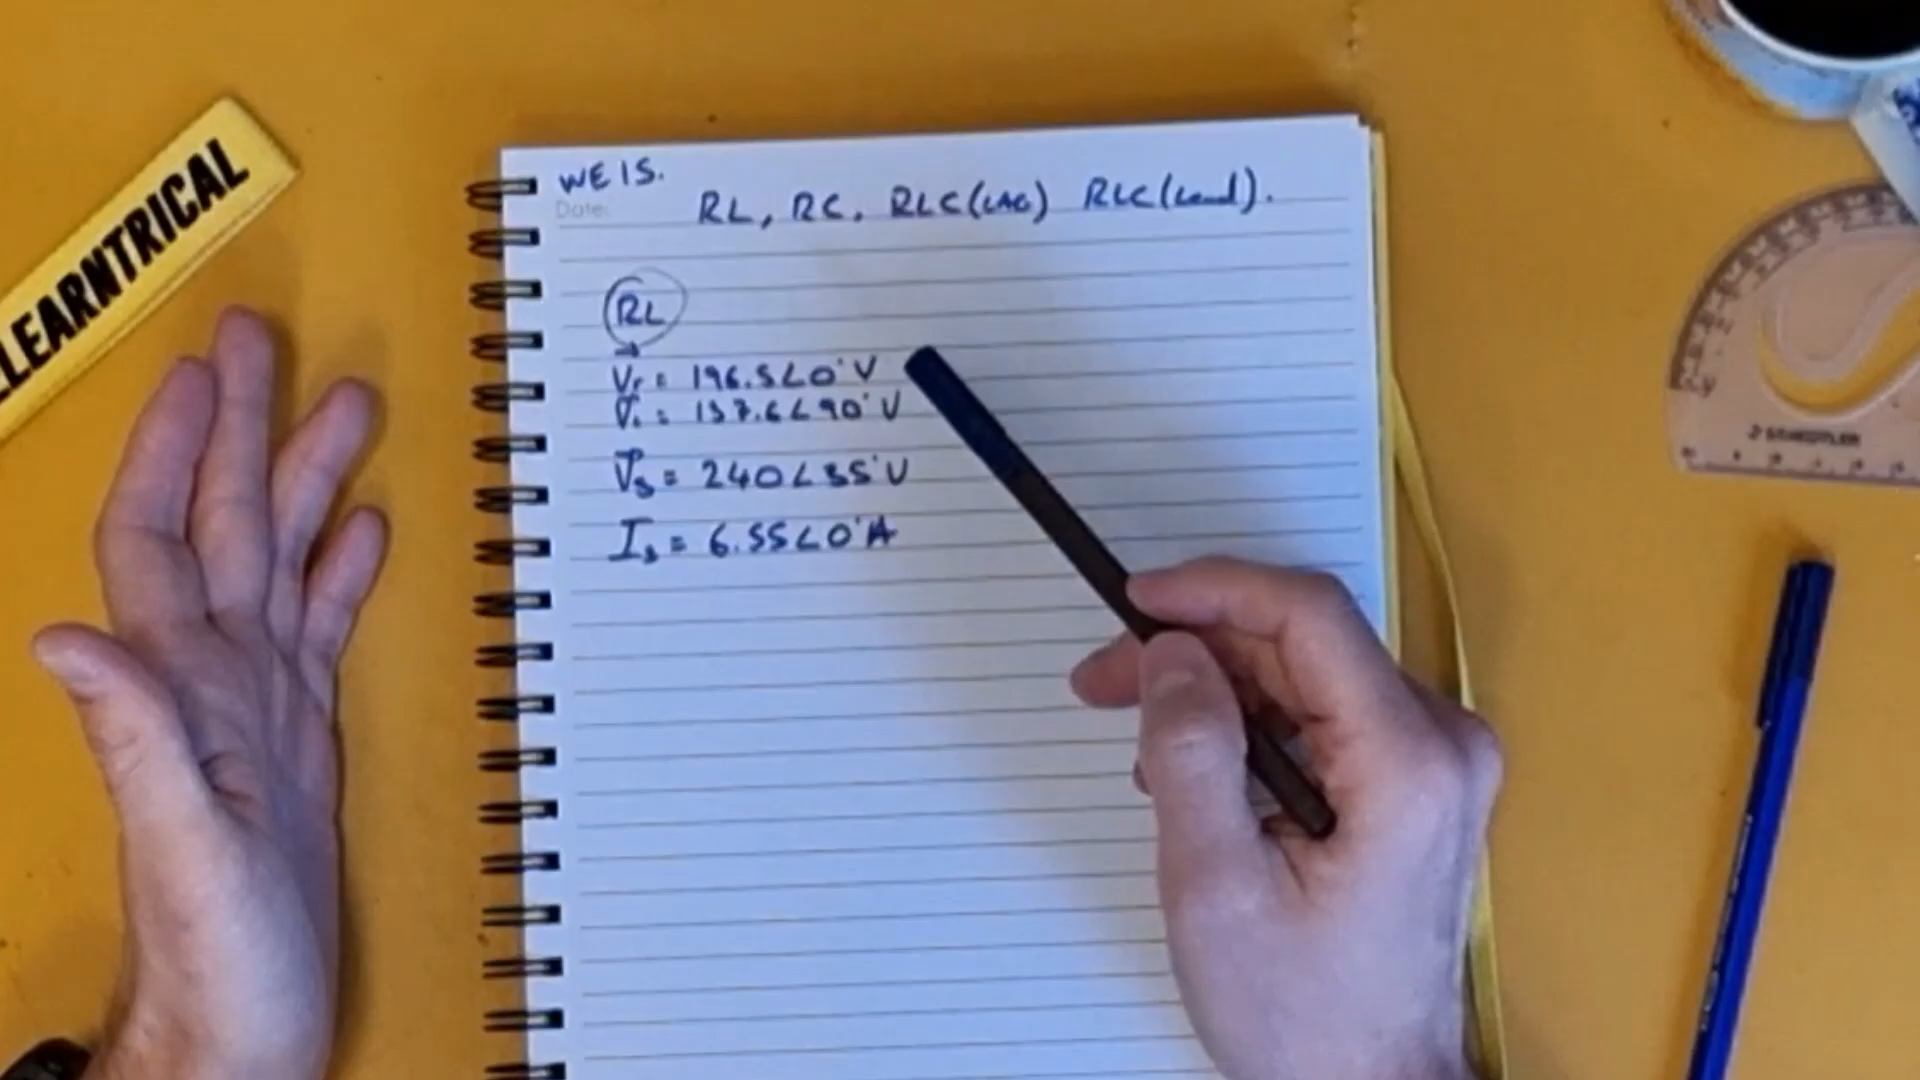 WE 15.
Date:
RL, RC, RLC(LAG) RLC(Lead).
RL
Vr = 196.5∠0° V
VL = 137.6∠90° V
Vs = 240∠35° V
Is = 6.55∠0° A
ELEARNTRICAL
STAEDTLER